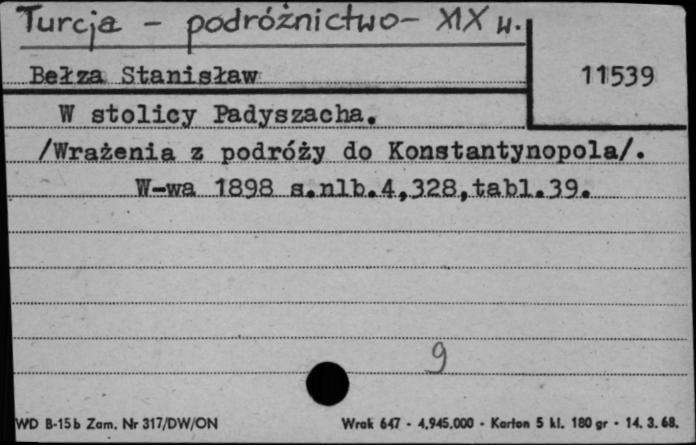 Turcja - podróżnictwo - XIX w.
Bełza Stanisław
11539
W stolicy Padyszacha.
/Wrażenia z podróży do Konstantynopola/.
W-wa 1898 s.nlb.4,328,tabl.39.
9
WD B-15b Zam. Nr 317/DW/ON
Wrak 647 - 4.945.000 - Karton 5 kl. 180 gr - 14. 3. 68.